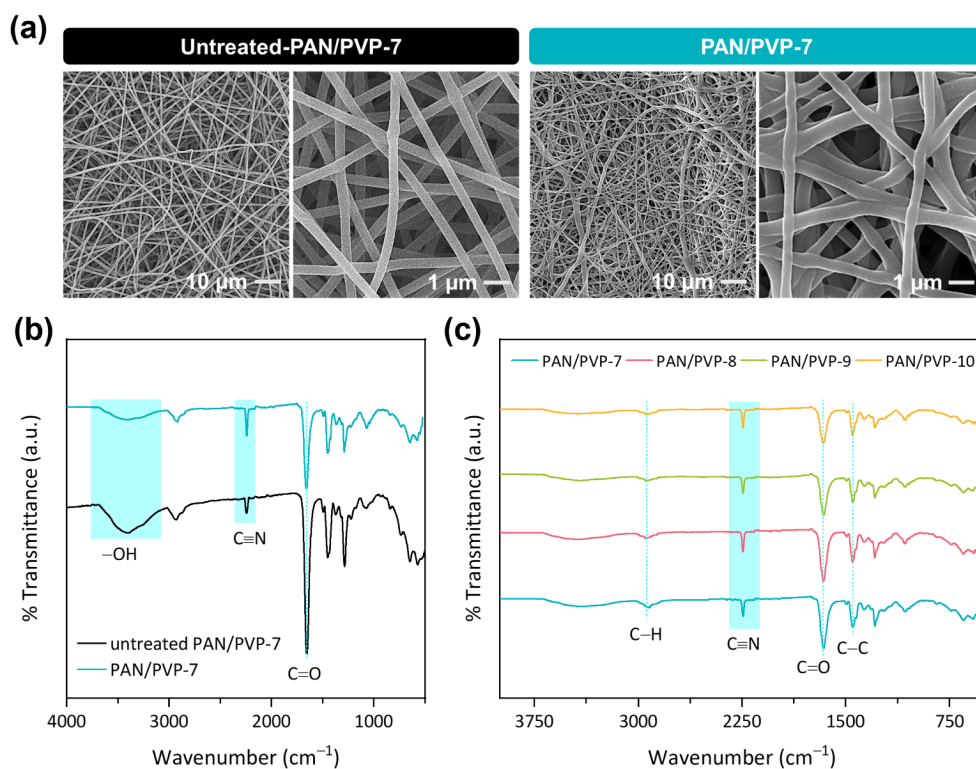 (a)
Untreated-PAN/PVP-7
PAN/PVP-7
10 µm
1 µm
10 µm
1 µm
(b)
% Transmittance (a.u.)
−OH
C≡N
C=O
untreated PAN/PVP-7
PAN/PVP-7
4000 3000 2000 1000
Wavenumber (cm⁻¹)
(c)
% Transmittance (a.u.)
PAN/PVP-7 PAN/PVP-8 PAN/PVP-9 PAN/PVP-10
C−H
C≡N
C=O
C−C
3750 3000 2250 1500 750
Wavenumber (cm⁻¹)